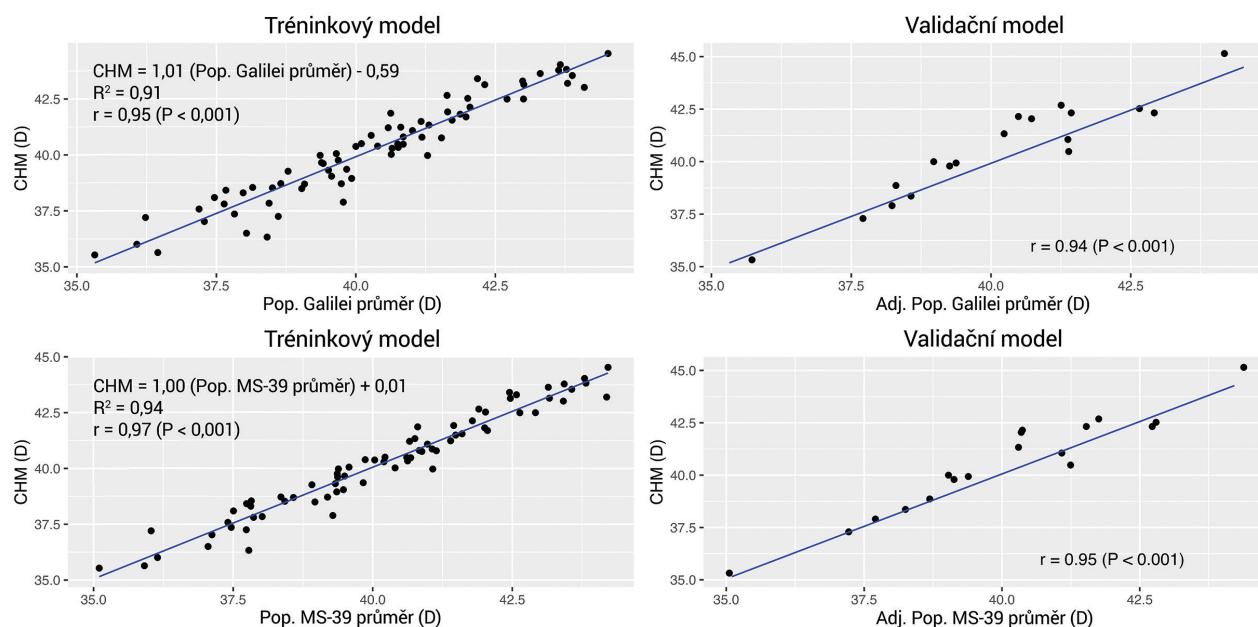 Tréninkový model
CHM = 1,01 (Pop. Galilei průměr) - 0,59
R² = 0,91
r = 0,95 (P < 0,001)
CHM (D)
42.5
40.0
37.5
35.0
35.0 37.5 40.0 42.5
Pop. Galilei průměr (D)
Validační model
CHM (D)
45.0
42.5
40.0
37.5
35.0
r = 0.94 (P < 0.001)
35.0 37.5 40.0 42.5
Adj. Pop. Galilei průměr (D)
Tréninkový model
CHM = 1,00 (Pop. MS-39 průměr) + 0,01
R² = 0,94
r = 0,97 (P < 0,001)
CHM (D)
45.0
42.5
40.0
37.5
35.0
35.0 37.5 40.0 42.5
Pop. MS-39 průměr (D)
Validační model
CHM (D)
45.0
42.5
40.0
37.5
35.0
r = 0.95 (P < 0.001)
35.0 37.5 40.0 42.5
Adj. Pop. MS-39 průměr (D)